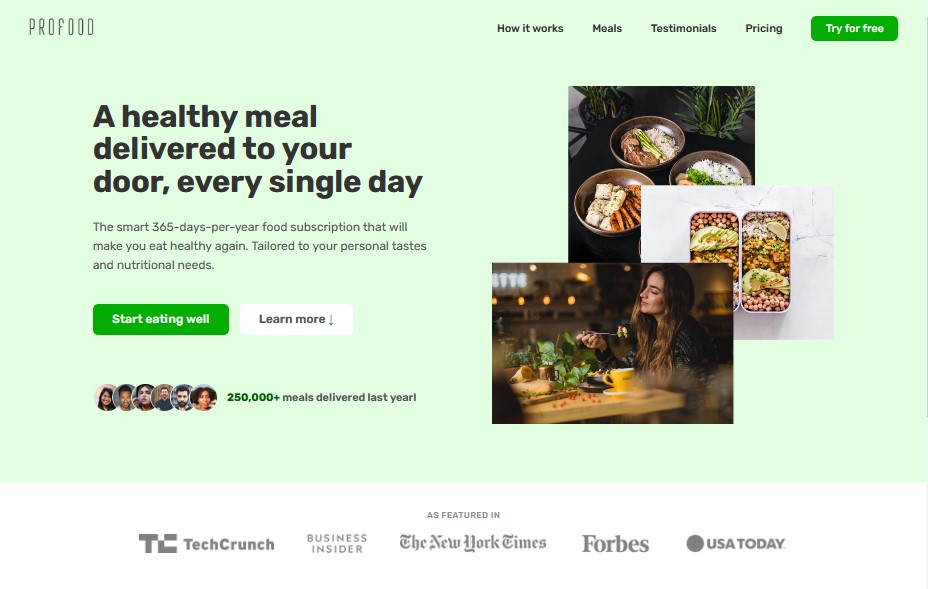 PROFOOD
How it works Meals Testimonials Pricing Try for free
A healthy meal
delivered to your
door, every single day
The smart 365-days-per-year food subscription that will
make you eat healthy again. Tailored to your personal tastes
and nutritional needs.
Start eating well Learn more ↓
250,000+ meals delivered last year!
AS FEATURED IN
TC TechCrunch
BUSINESS
INSIDER
The New York Times
Forbes
USA TODAY